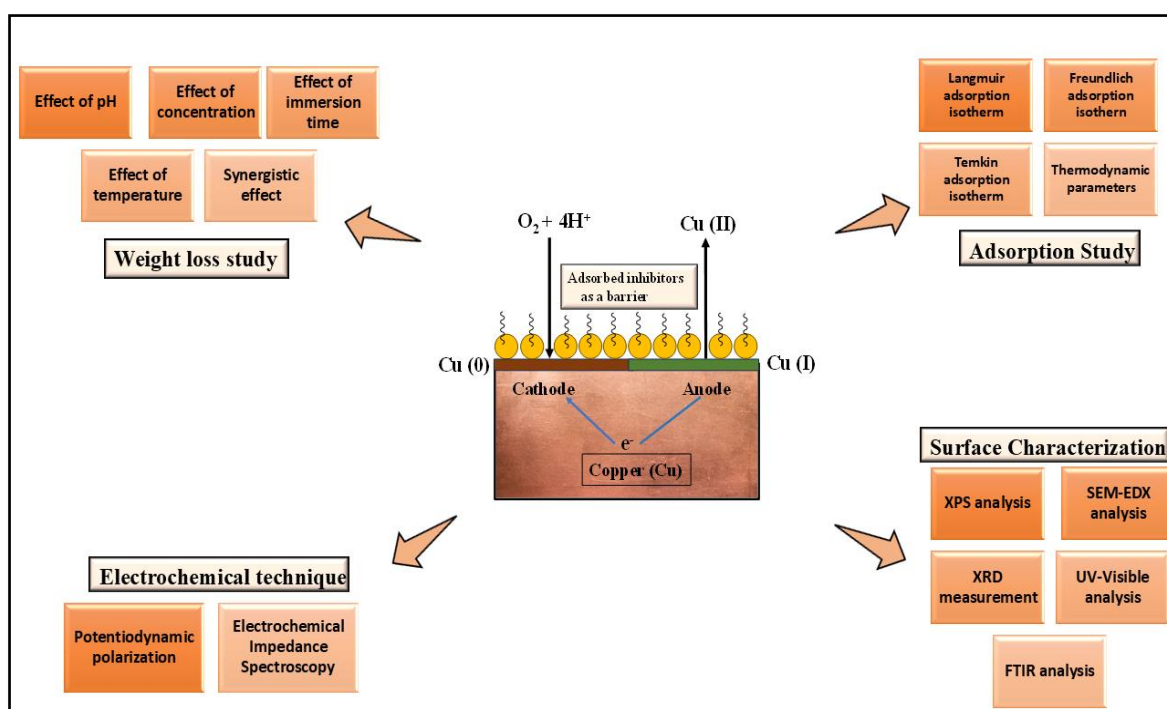 Effect of pH
Effect of
concentration
Effect of
immersion
time
Effect of
temperature
Synergistic
effect
Weight loss study
Langmuir
adsorption
isotherm
Freundlich
adsorption
isothern
Temkin
adsorption
isotherm
Thermodynamic
parameters
Adsorption Study
O₂ + 4H⁺
Cu (II)
Adsorbed inhibitors
as a barrier
Cu (0)
Cu (I)
Cathode
Anode
e⁻
Copper (Cu)
Electrochemical technique
Potentiodynamic
polarization
Electrochemical
Impedance
Spectroscopy
Surface Characterization
XPS analysis
SEM-EDX
analysis
XRD
measurement
UV-Visible
analysis
FTIR analysis